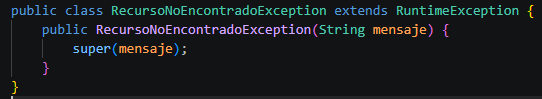 public class RecursoNoEncontradoException extends RuntimeException {
    public RecursoNoEncontradoException(String mensaje) {
        super(mensaje);
    }
}